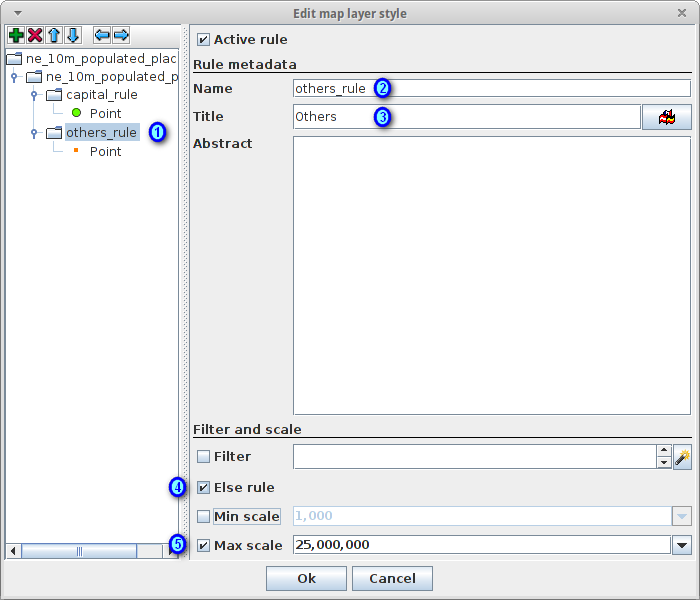 Edit map layer style
ne_10m_populated_plac
ne_10m_populated_p
capital_rule
Point
others_rule 1
Point
Active rule
Rule metadata
Name others_rule 2
Title Others 3
Abstract
Filter and scale
Filter
4 Else rule
Min scale 1,000
5 Max scale 25,000,000
Ok Cancel